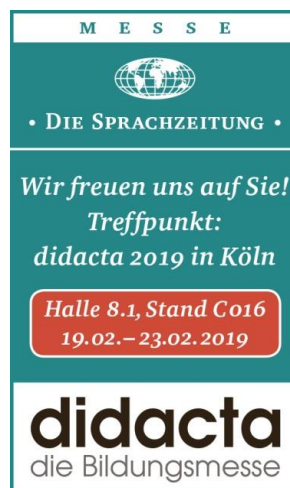 MESSE
• DIE SPRACHZEITUNG •
Wir freuen uns auf Sie!
Treffpunkt:
didacta 2019 in Köln
Halle 8.1, Stand C016
19.02.–23.02.2019
didacta
die Bildungsmesse